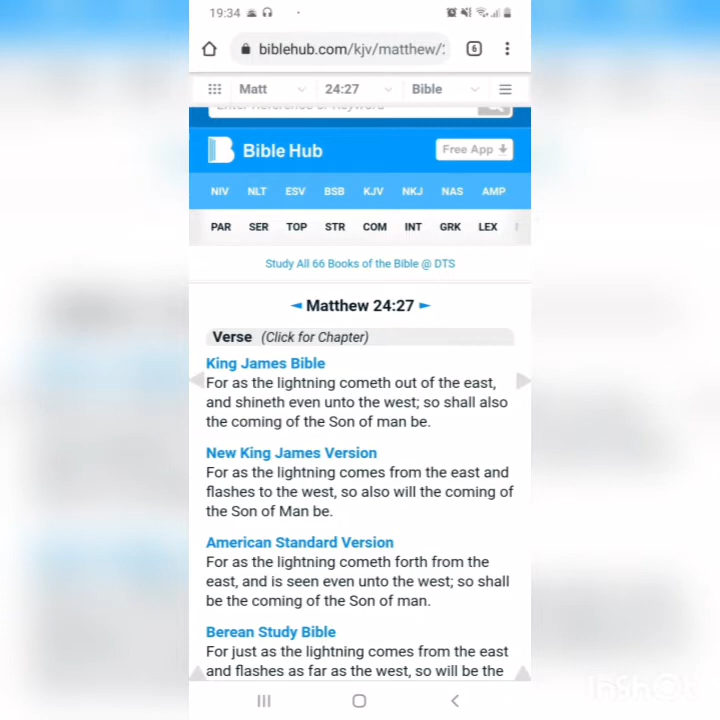 19:34
biblehub.com/kjv/matthew/
6
Matt 24:27 Bible
Enter Reference or Keyword
Bible Hub
Free App
NIV NLT ESV BSB KJV NKJ NAS AMP
PAR SER TOP STR COM INT GRK LEX
Study All 66 Books of the Bible @ DTS
Matthew 24:27
Verse (Click for Chapter)
King James Bible
For as the lightning cometh out of the east,
and shineth even unto the west; so shall also
the coming of the Son of man be.
New King James Version
For as the lightning comes from the east and
flashes to the west, so also will the coming of
the Son of Man be.
American Standard Version
For as the lightning cometh forth from the
east, and is seen even unto the west; so shall
be the coming of the Son of man.
Berean Study Bible
For just as the lightning comes from the east
and flashes as far as the west, so will be the
InShOt